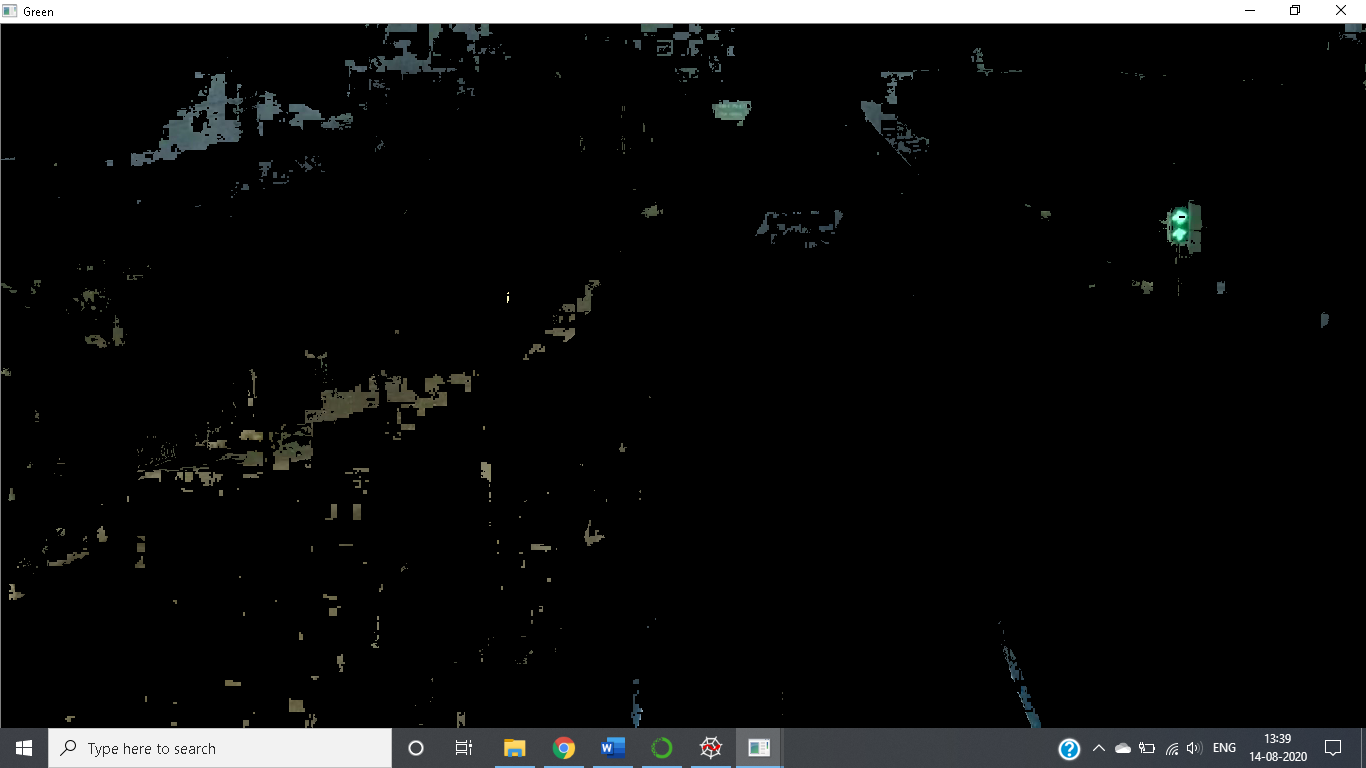 Green
Type here to search
W
ENG
13:39
14-08-2020